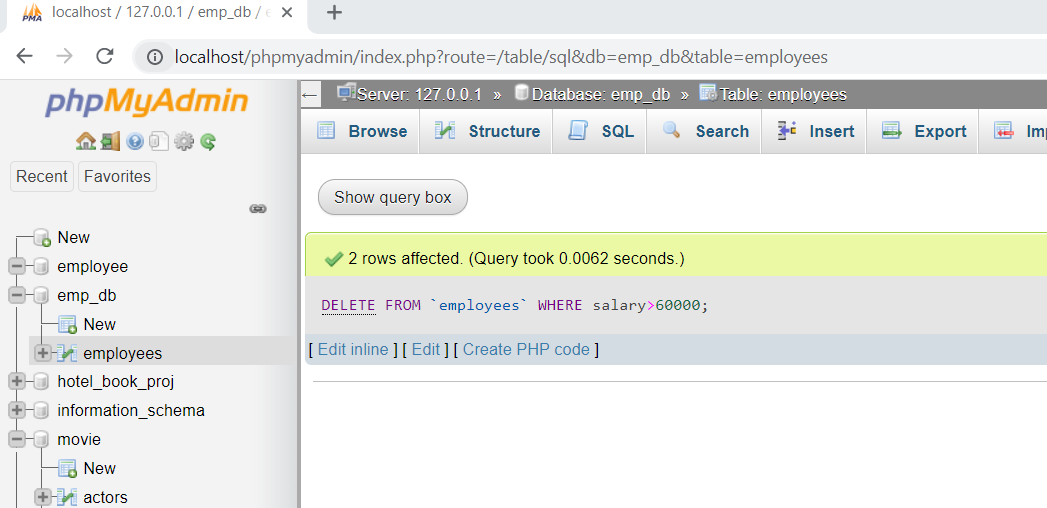 localhost / 127.0.0.1 / emp_db / e
localhost/phpmyadmin/index.php?route=/table/sql&db=emp_db&table=employees
phpMyAdmin
Recent Favorites
New
employee
emp_db
New
employees
hotel_book_proj
information_schema
movie
New
actors
Server: 127.0.0.1 » Database: emp_db » Table: employees
Browse Structure SQL Search Insert Export Imp
Show query box
2 rows affected. (Query took 0.0062 seconds.)
DELETE FROM `employees` WHERE salary>60000;
[ Edit inline ] [ Edit ] [ Create PHP code ]